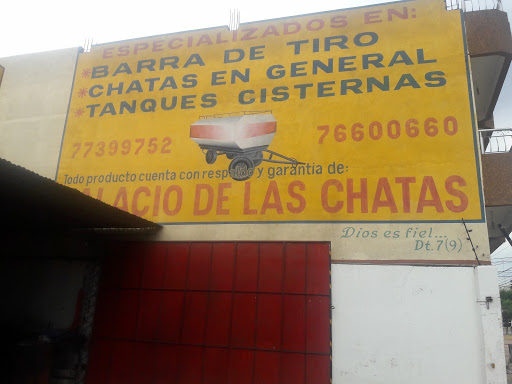 ESPECIALIZADOS EN:
*BARRA DE TIRO
*CHATAS EN GENERAL
*TANQUES CISTERNAS
77399752
76600660
Todo producto cuenta con respaldo y garantia de:
PALACIO DE LAS CHATAS
Dios es fiel...
Dt. 7(9)